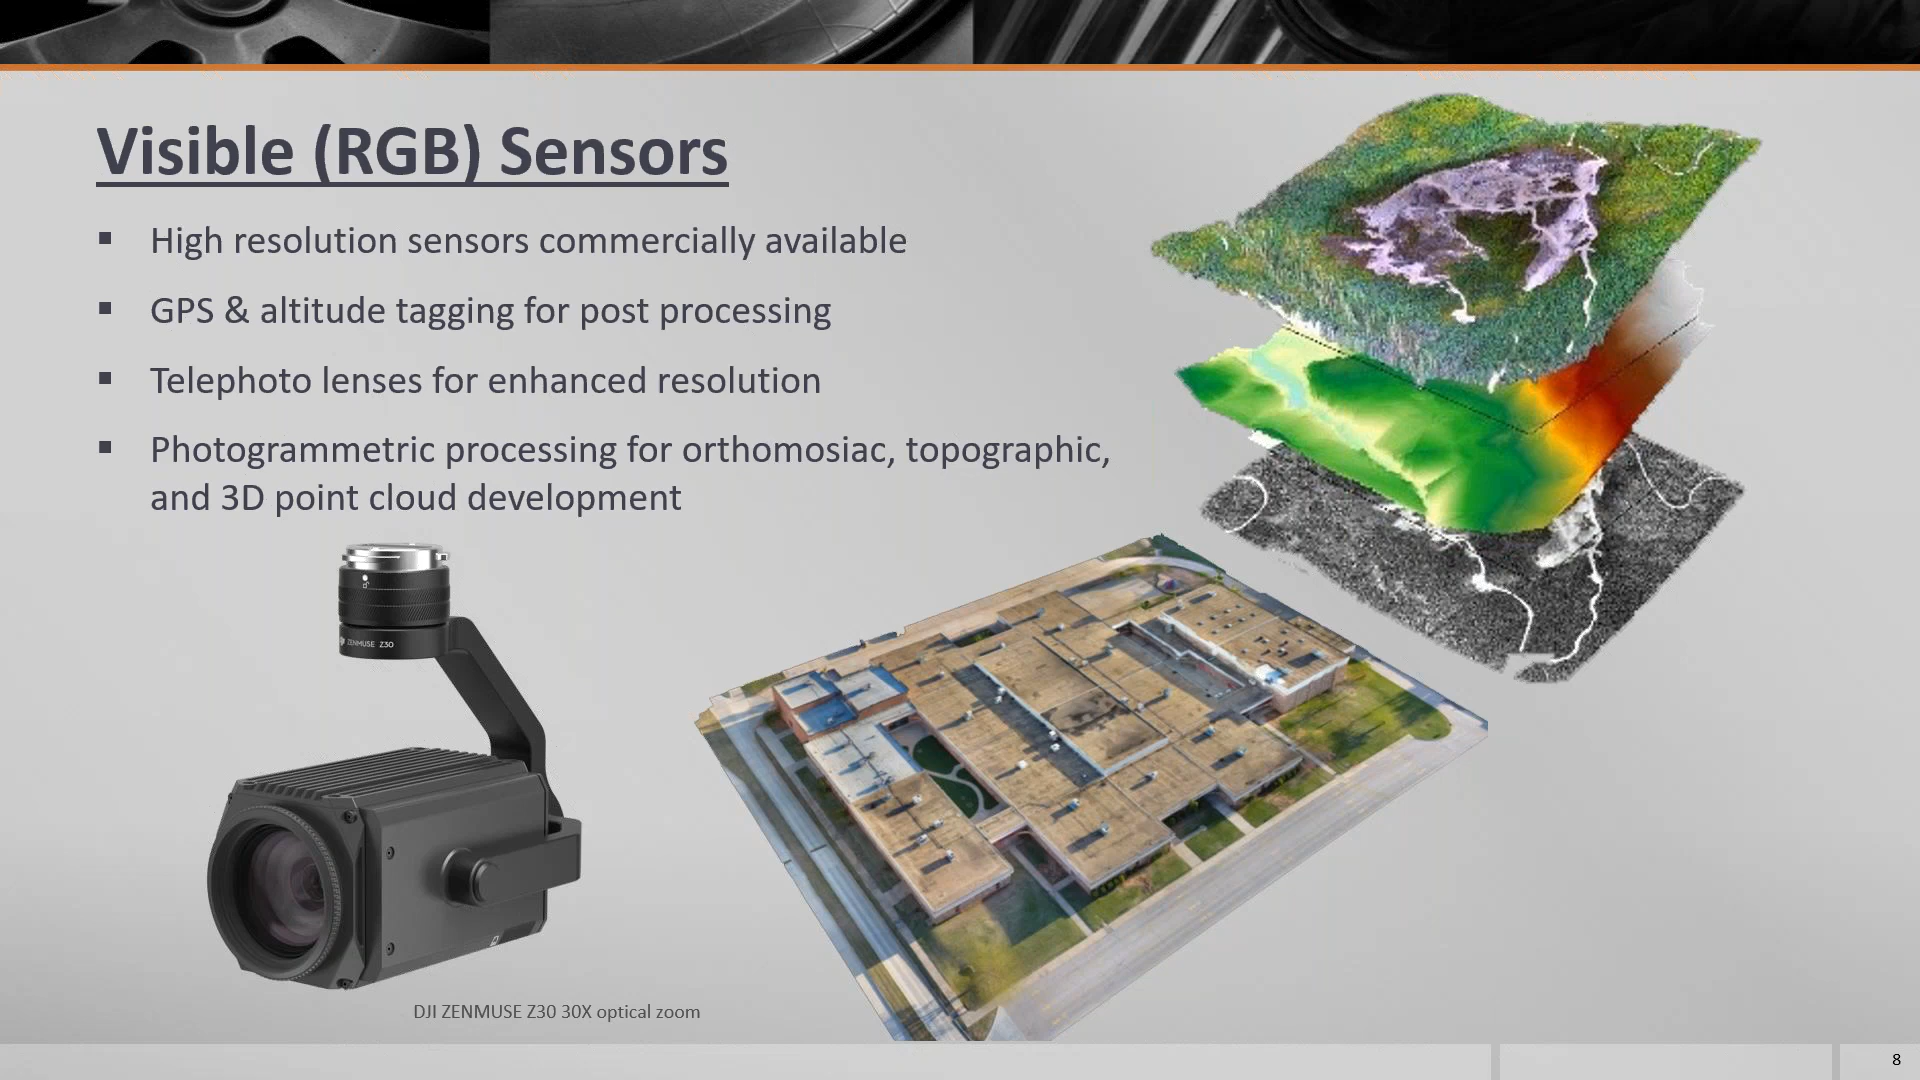 Visible (RGB) Sensors
▪ High resolution sensors commercially available
▪ GPS & altitude tagging for post processing
▪ Telephoto lenses for enhanced resolution
▪ Photogrammetric processing for orthomosiac, topographic,
and 3D point cloud development
ZENMUSE Z30
DJI ZENMUSE Z30 30X optical zoom
8